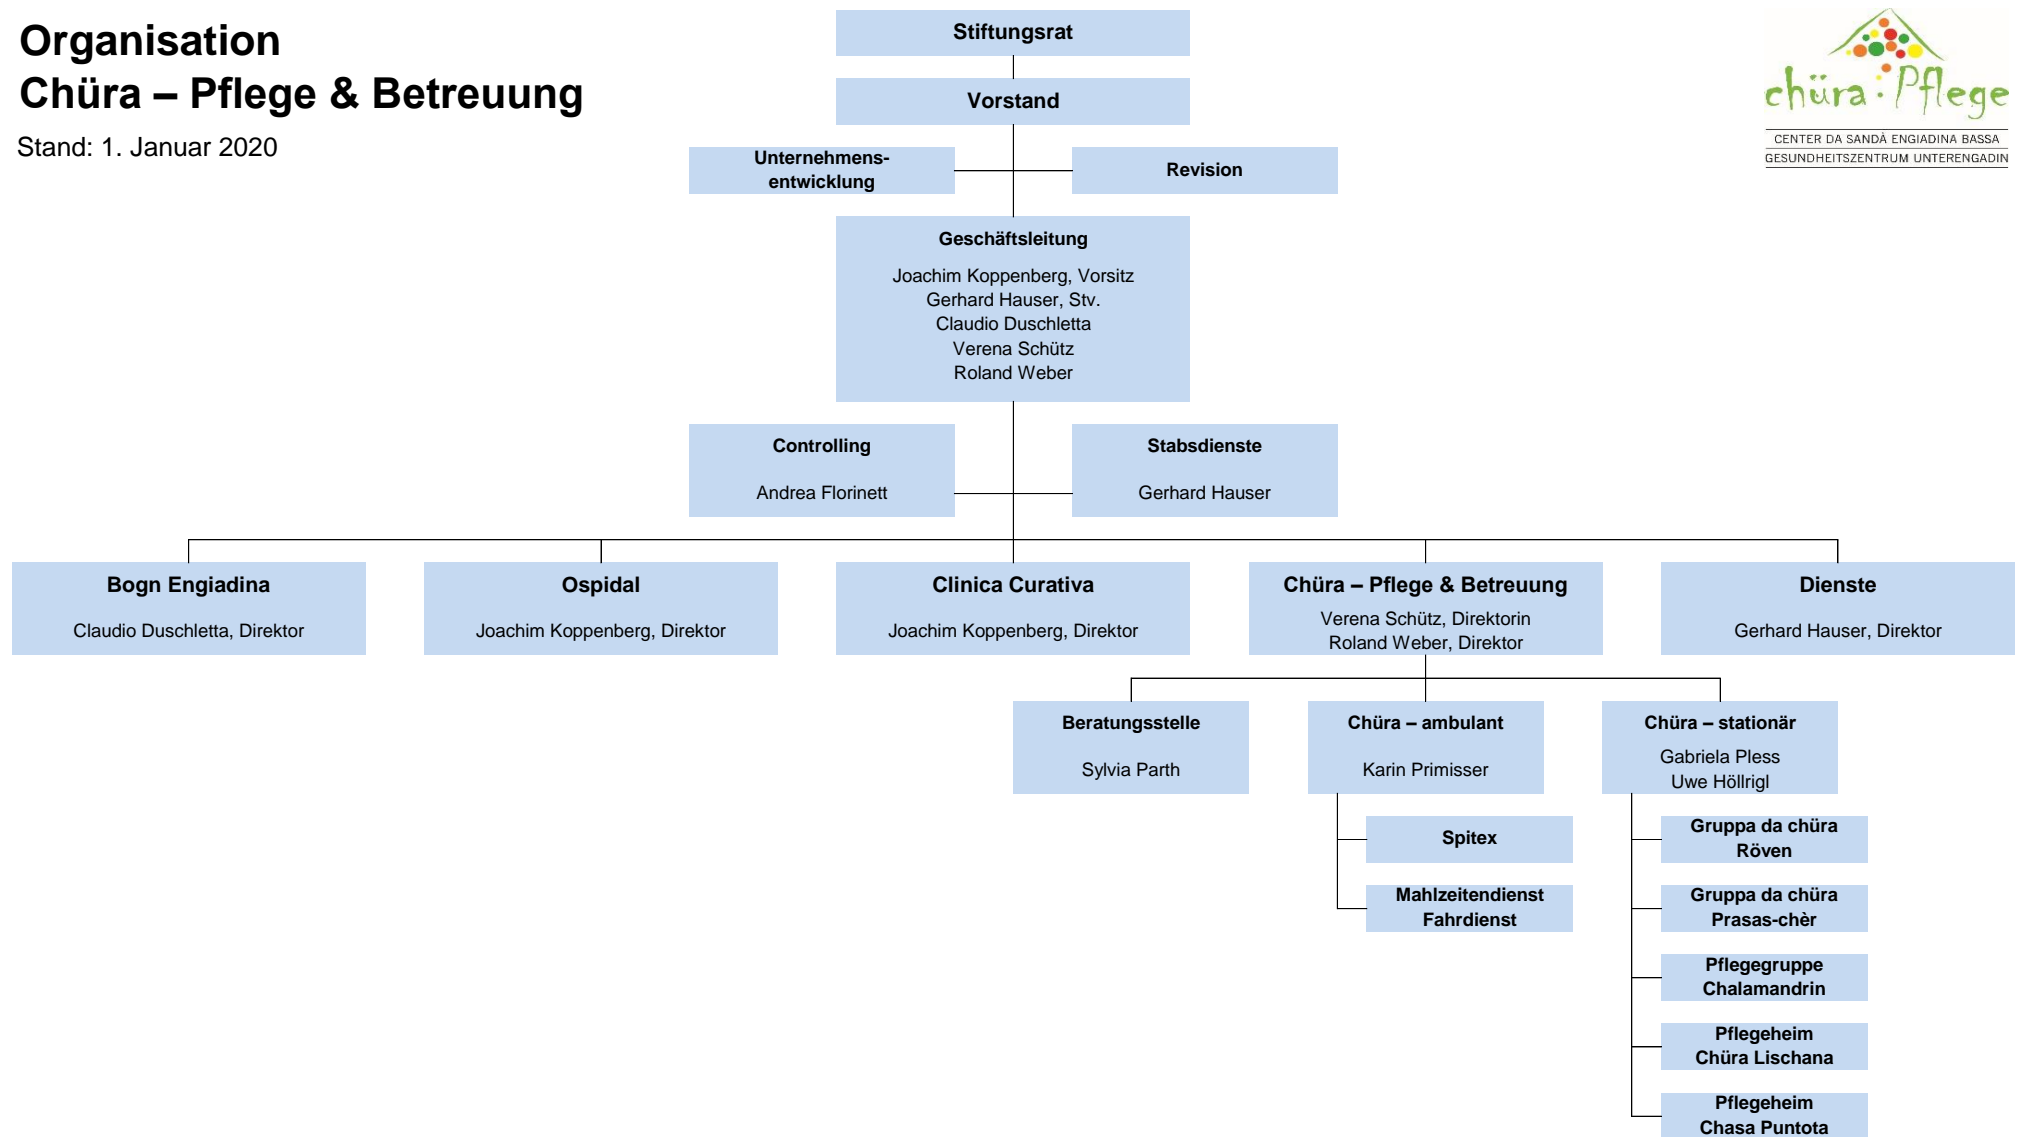 Organisation
Chüra – Pflege & Betreuung
Stand: 1. Januar 2020
chüra · Pflege
CENTER DA SANDÀ ENGIADINA BASSA
GESUNDHEITSZENTRUM UNTERENGADIN
Stiftungsrat
Vorstand
Unternehmens-
entwicklung
Revision
Geschäftsleitung
Joachim Koppenberg, Vorsitz
Gerhard Hauser, Stv.
Claudio Duschletta
Verena Schütz
Roland Weber
Controlling
Andrea Florinett
Stabsdienste
Gerhard Hauser
Bogn Engiadina
Claudio Duschletta, Direktor
Ospidal
Joachim Koppenberg, Direktor
Clinica Curativa
Joachim Koppenberg, Direktor
Chüra – Pflege & Betreuung
Verena Schütz, Direktorin
Roland Weber, Direktor
Dienste
Gerhard Hauser, Direktor
Beratungsstelle
Sylvia Parth
Chüra – ambulant
Karin Primisser
Spitex
Mahlzeitendienst
Fahrdienst
Chüra – stationär
Gabriela Pless
Uwe Höllrigl
Gruppa da chüra
Röven
Gruppa da chüra
Prasas-chèr
Pflegegruppe
Chalamandrin
Pflegeheim
Chüra Lischana
Pflegeheim
Chasa Puntota